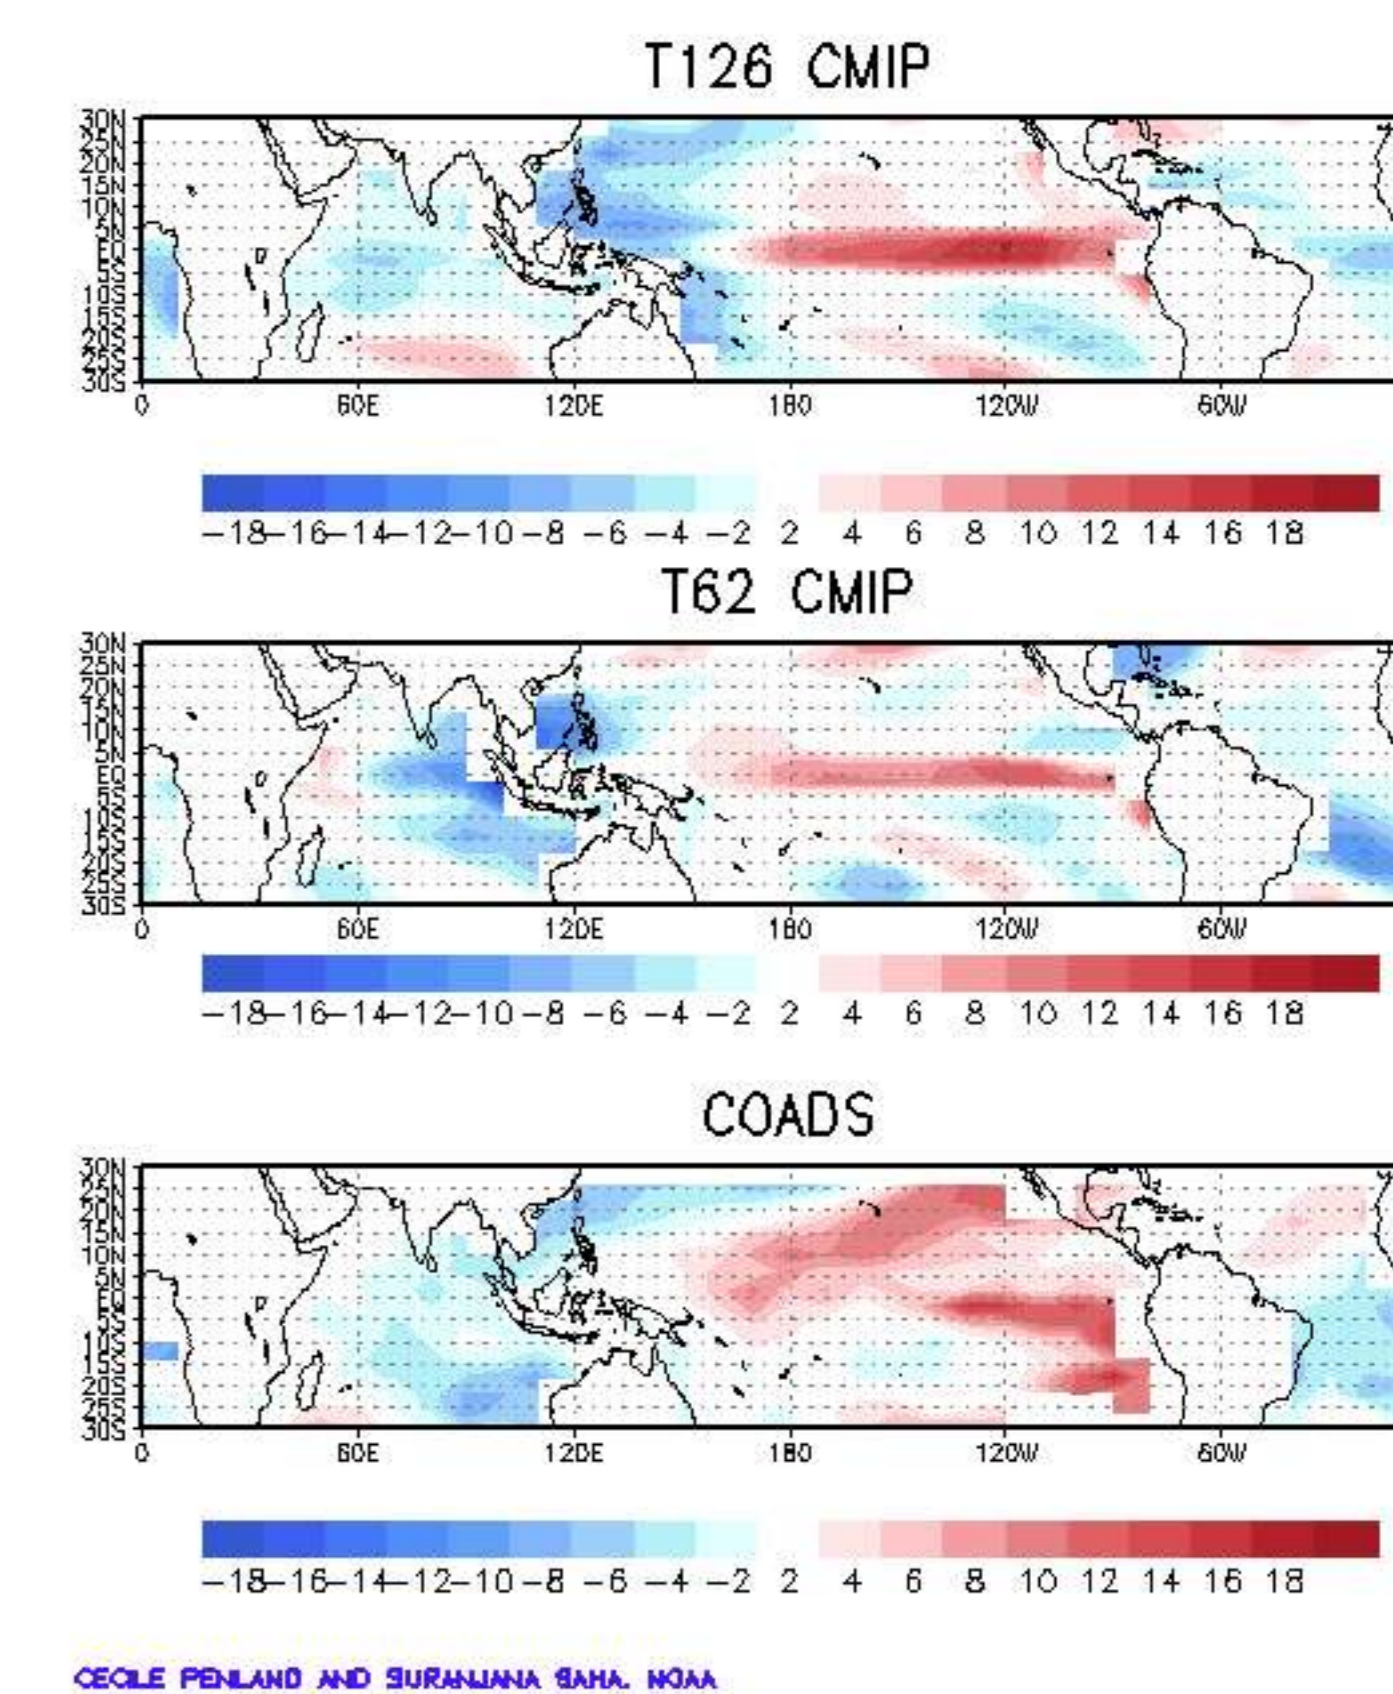 T126 CMIP
30N
25N
20N
15N
10N
5N
EQ
5S
10S
15S
20S
25S
30S
0 60E 120E 180 120W 60W
-18 -16 -14 -12 -10 -8 -6 -4 -2 2 4 6 8 10 12 14 16 18
T62 CMIP
30N
25N
20N
15N
10N
5N
EQ
5S
10S
15S
20S
25S
30S
0 60E 120E 180 120W 60W
-18 -16 -14 -12 -10 -8 -6 -4 -2 2 4 6 8 10 12 14 16 18
COADS
30N
25N
20N
15N
10N
5N
EQ
5S
10S
15S
20S
25S
30S
0 60E 120E 180 120W 60W
-18 -16 -14 -12 -10 -8 -6 -4 -2 2 4 6 8 10 12 14 16 18
CECILE PENLAND AND SURANJANA SAHA. NOAA